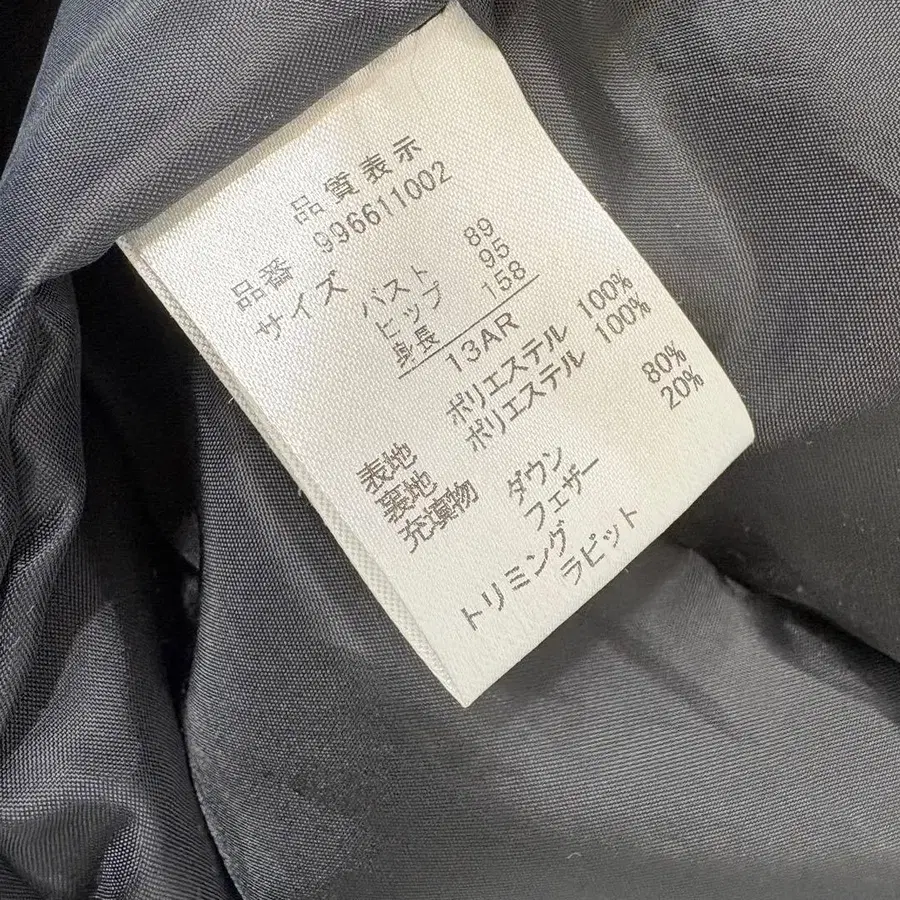 品質表示
品番 996611002
サイズ バスト 89
ヒップ 95
身長 158
13AR
表地 ポリエステル 100%
裏地 ポリエステル 100%
充填物 ダウン 80%
フェザー 20%
トリミング
ラビット